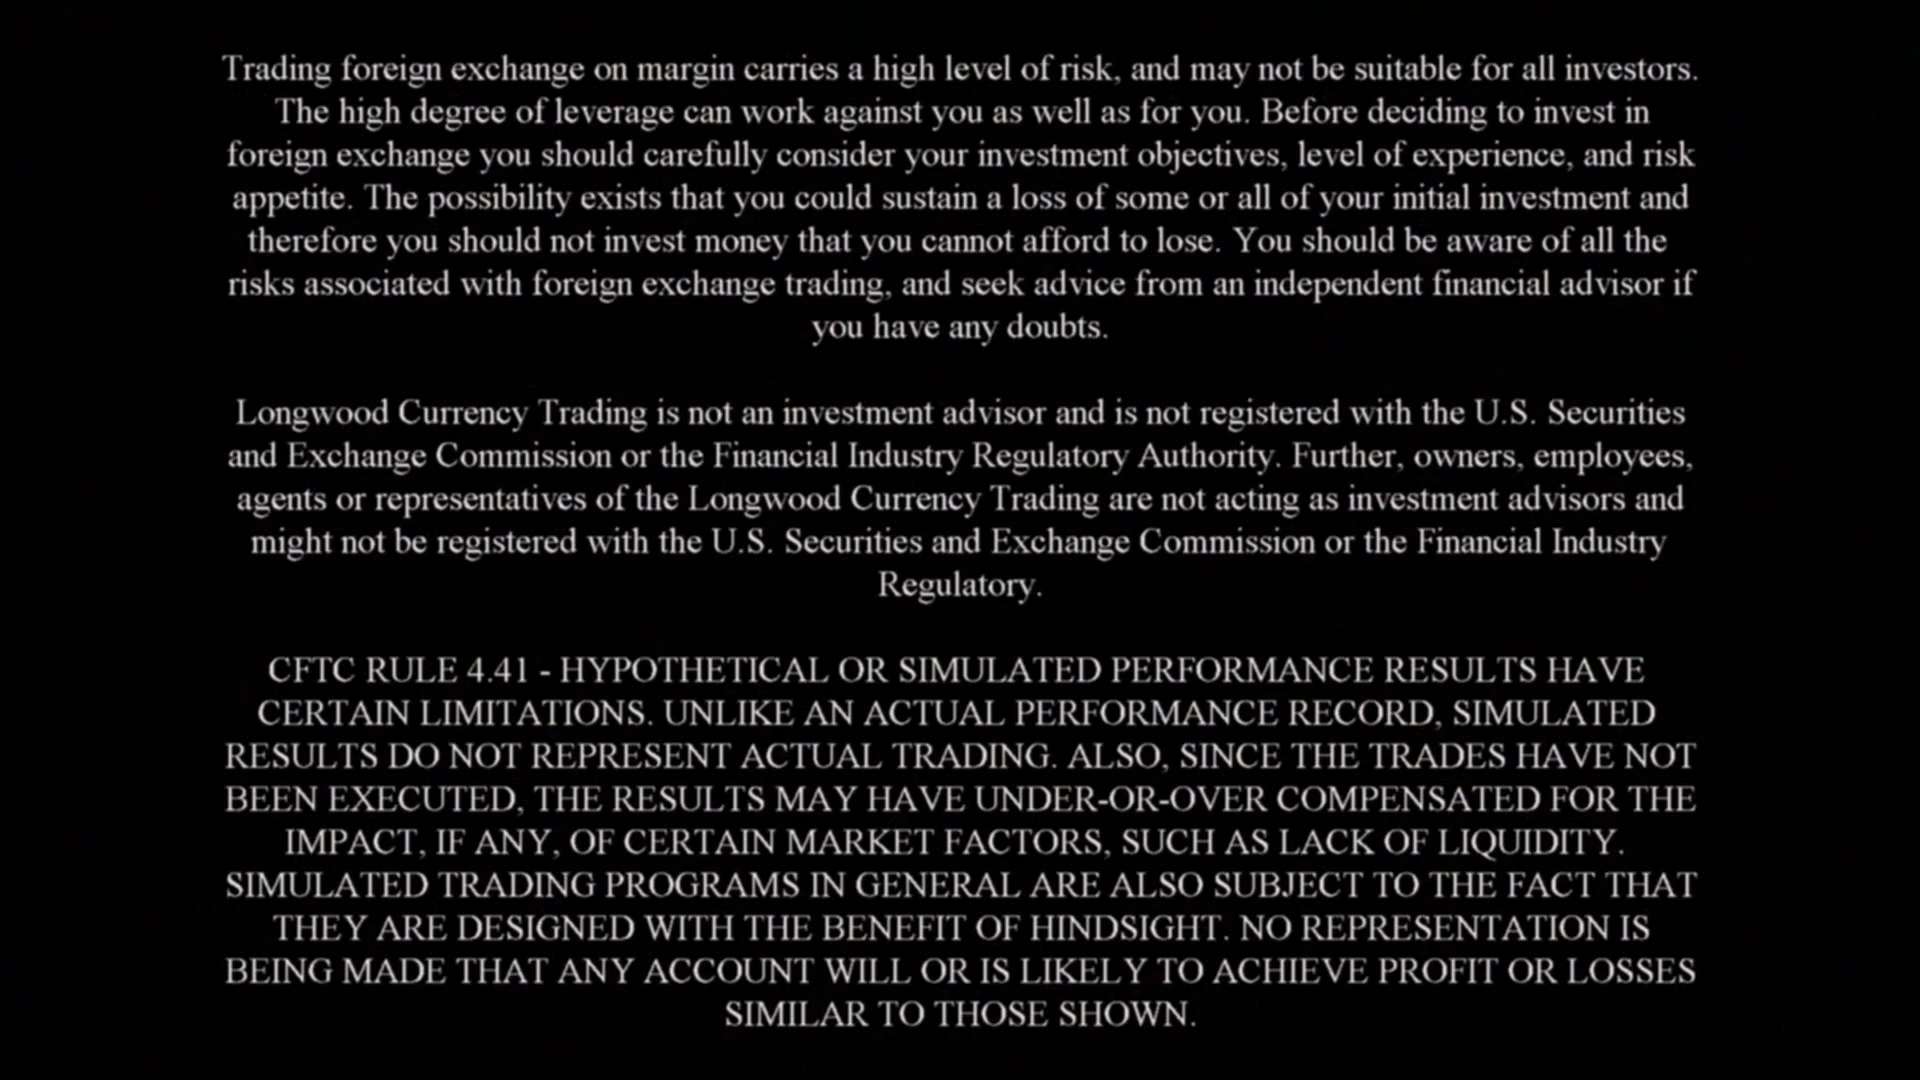 Trading foreign exchange on margin carries a high level of risk, and may not be suitable for all investors.
The high degree of leverage can work against you as well as for you. Before deciding to invest in
foreign exchange you should carefully consider your investment objectives, level of experience, and risk
appetite. The possibility exists that you could sustain a loss of some or all of your initial investment and
therefore you should not invest money that you cannot afford to lose. You should be aware of all the
risks associated with foreign exchange trading, and seek advice from an independent financial advisor if
you have any doubts.
Longwood Currency Trading is not an investment advisor and is not registered with the U.S. Securities
and Exchange Commission or the Financial Industry Regulatory Authority. Further, owners, employees,
agents or representatives of the Longwood Currency Trading are not acting as investment advisors and
might not be registered with the U.S. Securities and Exchange Commission or the Financial Industry
Regulatory.
CFTC RULE 4.41 - HYPOTHETICAL OR SIMULATED PERFORMANCE RESULTS HAVE
CERTAIN LIMITATIONS. UNLIKE AN ACTUAL PERFORMANCE RECORD, SIMULATED
RESULTS DO NOT REPRESENT ACTUAL TRADING. ALSO, SINCE THE TRADES HAVE NOT
BEEN EXECUTED, THE RESULTS MAY HAVE UNDER-OR-OVER COMPENSATED FOR THE
IMPACT, IF ANY, OF CERTAIN MARKET FACTORS, SUCH AS LACK OF LIQUIDITY.
SIMULATED TRADING PROGRAMS IN GENERAL ARE ALSO SUBJECT TO THE FACT THAT
THEY ARE DESIGNED WITH THE BENEFIT OF HINDSIGHT. NO REPRESENTATION IS
BEING MADE THAT ANY ACCOUNT WILL OR IS LIKELY TO ACHIEVE PROFIT OR LOSSES
SIMILAR TO THOSE SHOWN.